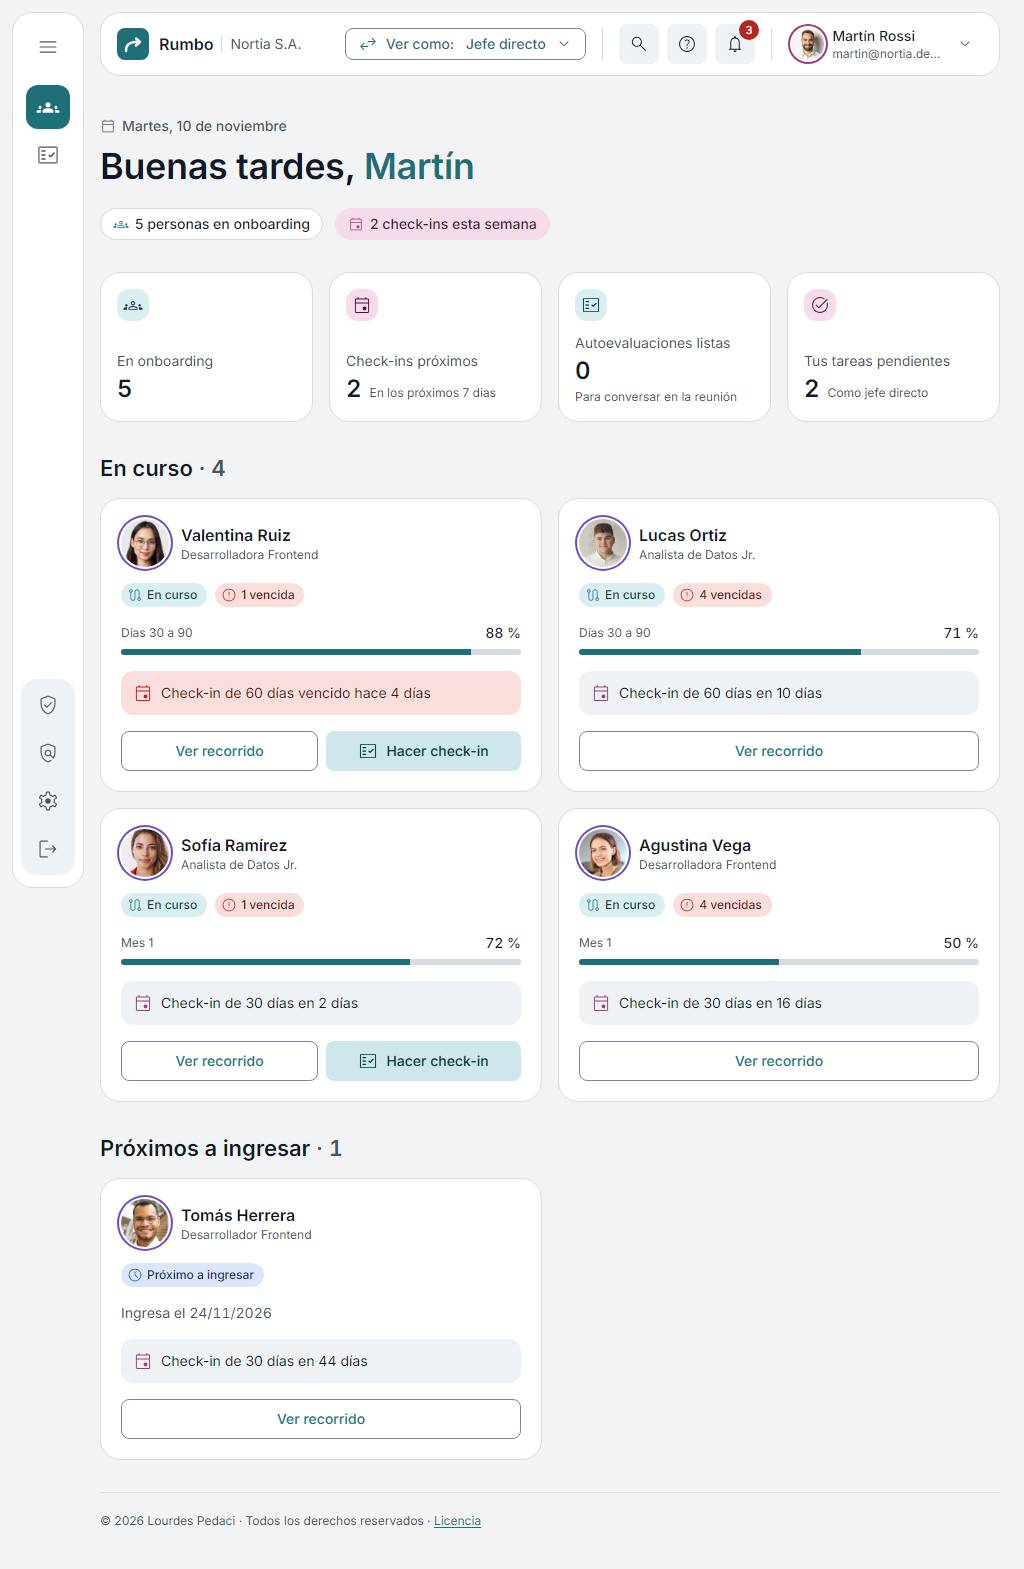 Rumbo
Nortia S.A.
Ver como: Jefe directo
3
Martín Rossi
martin@nortia.de...
Martes, 10 de noviembre
Buenas tardes, Martín
5 personas en onboarding
2 check-ins esta semana
En onboarding
5
Check-ins próximos
2 En los próximos 7 días
Autoevaluaciones listas
0
Para conversar en la reunión
Tus tareas pendientes
2 Como jefe directo
En curso · 4
Valentina Ruiz
Desarrolladora Frontend
En curso
1 vencida
Días 30 a 90
88 %
Check-in de 60 días vencido hace 4 días
Ver recorrido
Hacer check-in
Lucas Ortiz
Analista de Datos Jr.
En curso
4 vencidas
Días 30 a 90
71 %
Check-in de 60 días en 10 días
Ver recorrido
Sofía Ramírez
Analista de Datos Jr.
En curso
1 vencida
Mes 1
72 %
Check-in de 30 días en 2 días
Ver recorrido
Hacer check-in
Agustina Vega
Desarrolladora Frontend
En curso
4 vencidas
Mes 1
50 %
Check-in de 30 días en 16 días
Ver recorrido
Próximos a ingresar · 1
Tomás Herrera
Desarrollador Frontend
Próximo a ingresar
Ingresa el 24/11/2026
Check-in de 30 días en 44 días
Ver recorrido
© 2026 Lourdes Pedaci · Todos los derechos reservados · Licencia